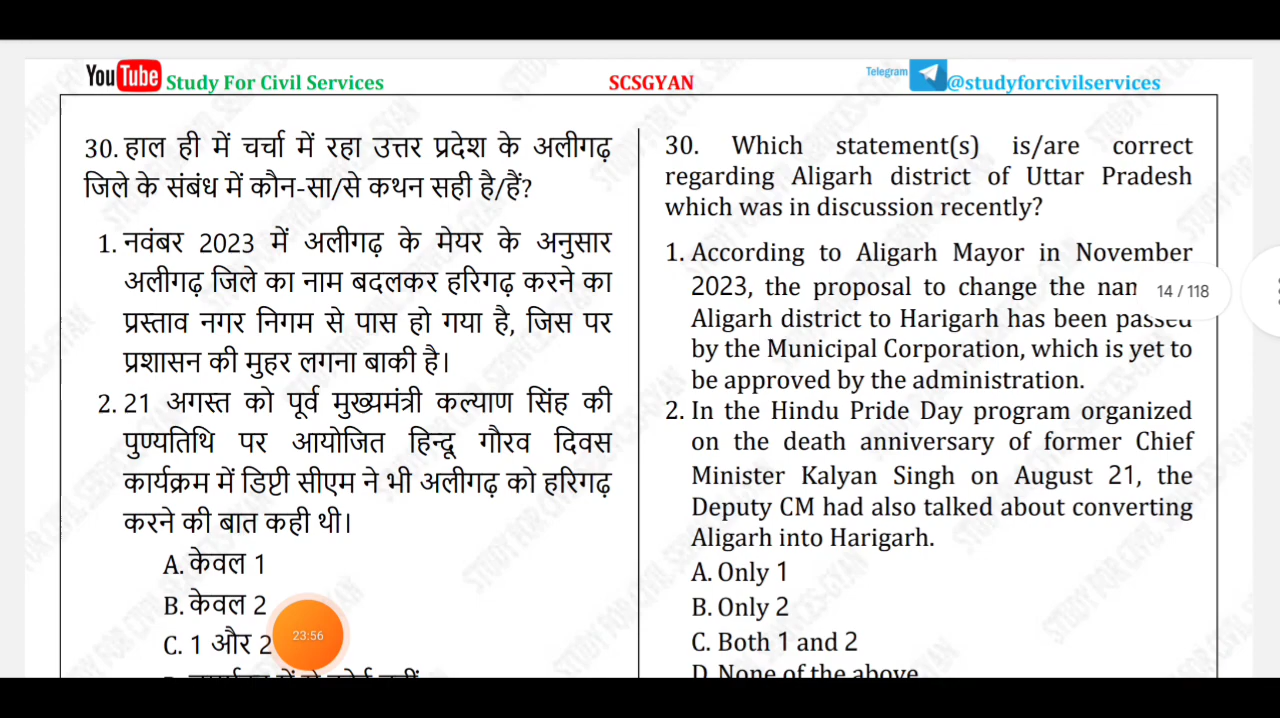 YouTube Study For Civil Services
SCSGYAN
Telegram @studyforcivilservices
30. हाल ही में चर्चा में रहा उत्तर प्रदेश के अलीगढ़
जिले के संबंध में कौन-सा/से कथन सही है/हैं?
1. नवंबर 2023 में अलीगढ़ के मेयर के अनुसार
अलीगढ़ जिले का नाम बदलकर हरिगढ़ करने का
प्रस्ताव नगर निगम से पास हो गया है, जिस पर
प्रशासन की मुहर लगना बाकी है।
2. 21 अगस्त को पूर्व मुख्यमंत्री कल्याण सिंह की
पुण्यतिथि पर आयोजित हिन्दू गौरव दिवस
कार्यक्रम में डिप्टी सीएम ने भी अलीगढ़ को हरिगढ़
करने की बात कही थी।
A. केवल 1
B. केवल 2
C. 1 और 2
23:56
30. Which statement(s) is/are correct
regarding Aligarh district of Uttar Pradesh
which was in discussion recently?
1. According to Aligarh Mayor in November
2023, the proposal to change the nam
14 / 118
Aligarh district to Harigarh has been passed
by the Municipal Corporation, which is yet to
be approved by the administration.
2. In the Hindu Pride Day program organized
on the death anniversary of former Chief
Minister Kalyan Singh on August 21, the
Deputy CM had also talked about converting
Aligarh into Harigarh.
A. Only 1
B. Only 2
C. Both 1 and 2
D. None of the above